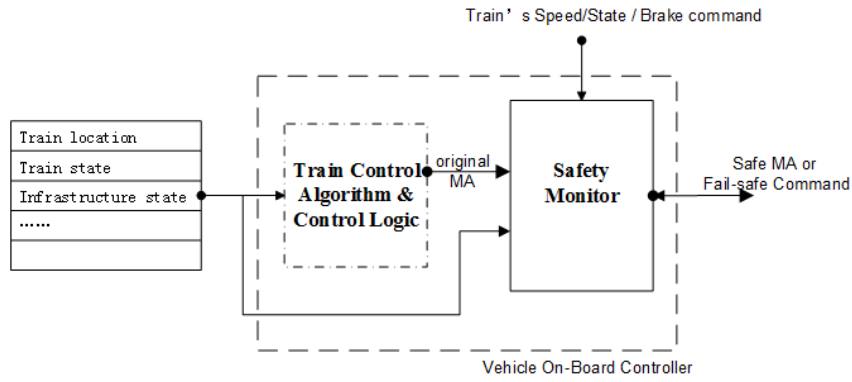 Train’s Speed/State / Brake command
Train location
Train state
Infrastructure state
......
Train Control
Algorithm &
Control Logic
original
MA
Safety
Monitor
Safe MA or
Fail-safe Command
Vehicle On-Board Controller